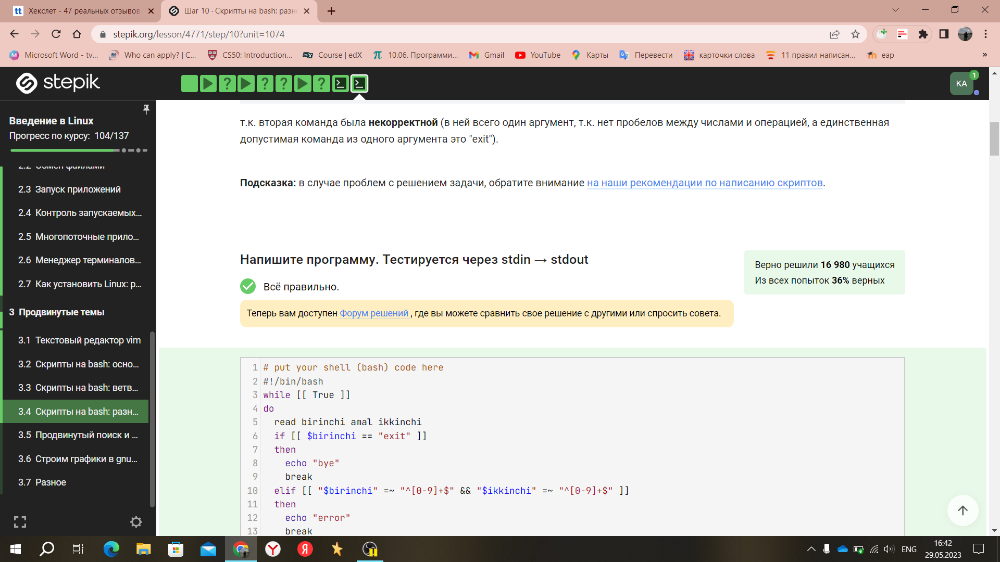 Хекслет - 47 реальных отзывов
Шаг 10 · Скрипты на bash: разно
stepik.org/lesson/4771/step/10?unit=1074
Microsoft Word - tv...
Who can apply? | C...
CS50: Introduction...
edX
Course | edX
10.06. Программи...
Gmail
YouTube
Карты
Перевести
карточки слова
11 правил написан...
eap
»
stepik
KA
1
Введение в Linux
Прогресс по курсу: 104/137
2.2 Обмен файлами
2.3 Запуск приложений
2.4 Контроль запускаемых...
2.5 Многопоточные прило...
2.6 Менеджер терминалов...
2.7 Как установить Linux: р...
3 Продвинутые темы
3.1 Текстовый редактор vim
3.2 Скрипты на bash: осно...
3.3 Скрипты на bash: ветв...
3.4 Скрипты на bash: разн...
3.5 Продвинутый поиск и ...
3.6 Строим графики в gnu...
3.7 Разное
т.к. вторая команда была некорректной (в ней всего один аргумент, т.к. нет пробелов между числами и операцией, а единственная
допустимая команда из одного аргумента это "exit").
Подсказка: в случае проблем с решением задачи, обратите внимание на наши рекомендации по написанию скриптов.
Напишите программу. Тестируется через stdin → stdout
Верно решили 16 980 учащихся
Из всех попыток 36% верных
Всё правильно.
Теперь вам доступен Форум решений , где вы можете сравнить свое решение с другими или спросить совета.
1 # put your shell (bash) code here
2 #!/bin/bash
3 while [[ True ]]
4 do
5   read birinchi amal ikkinchi
6   if [[ $birinchi == "exit" ]]
7   then
8     echo "bye"
9     break
10   elif [[ "$birinchi" =~ "^[0-9]+$" && "$ikkinchi" =~ "^[0-9]+$" ]]
11   then
12     echo "error"
13     break
ENG
16:42
29.05.2023